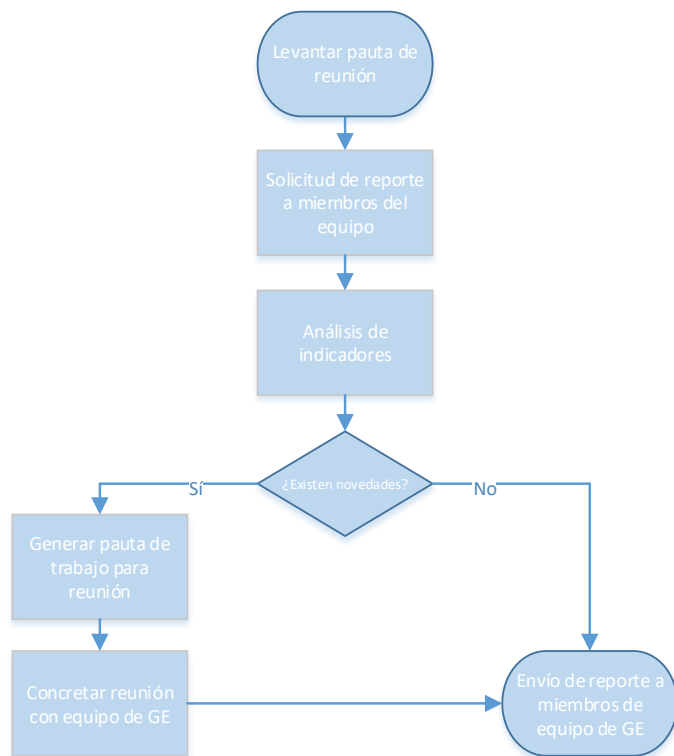 Levantar pauta de
reunión
Solicitud de reporte
a miembros del
equipo
Análisis de
indicadores
¿Existen novedades?
Sí
No
Generar pauta de
trabajo para
reunión
Concretar reunión
con equipo de GE
Envío de reporte a
miembros de
equipo de GE